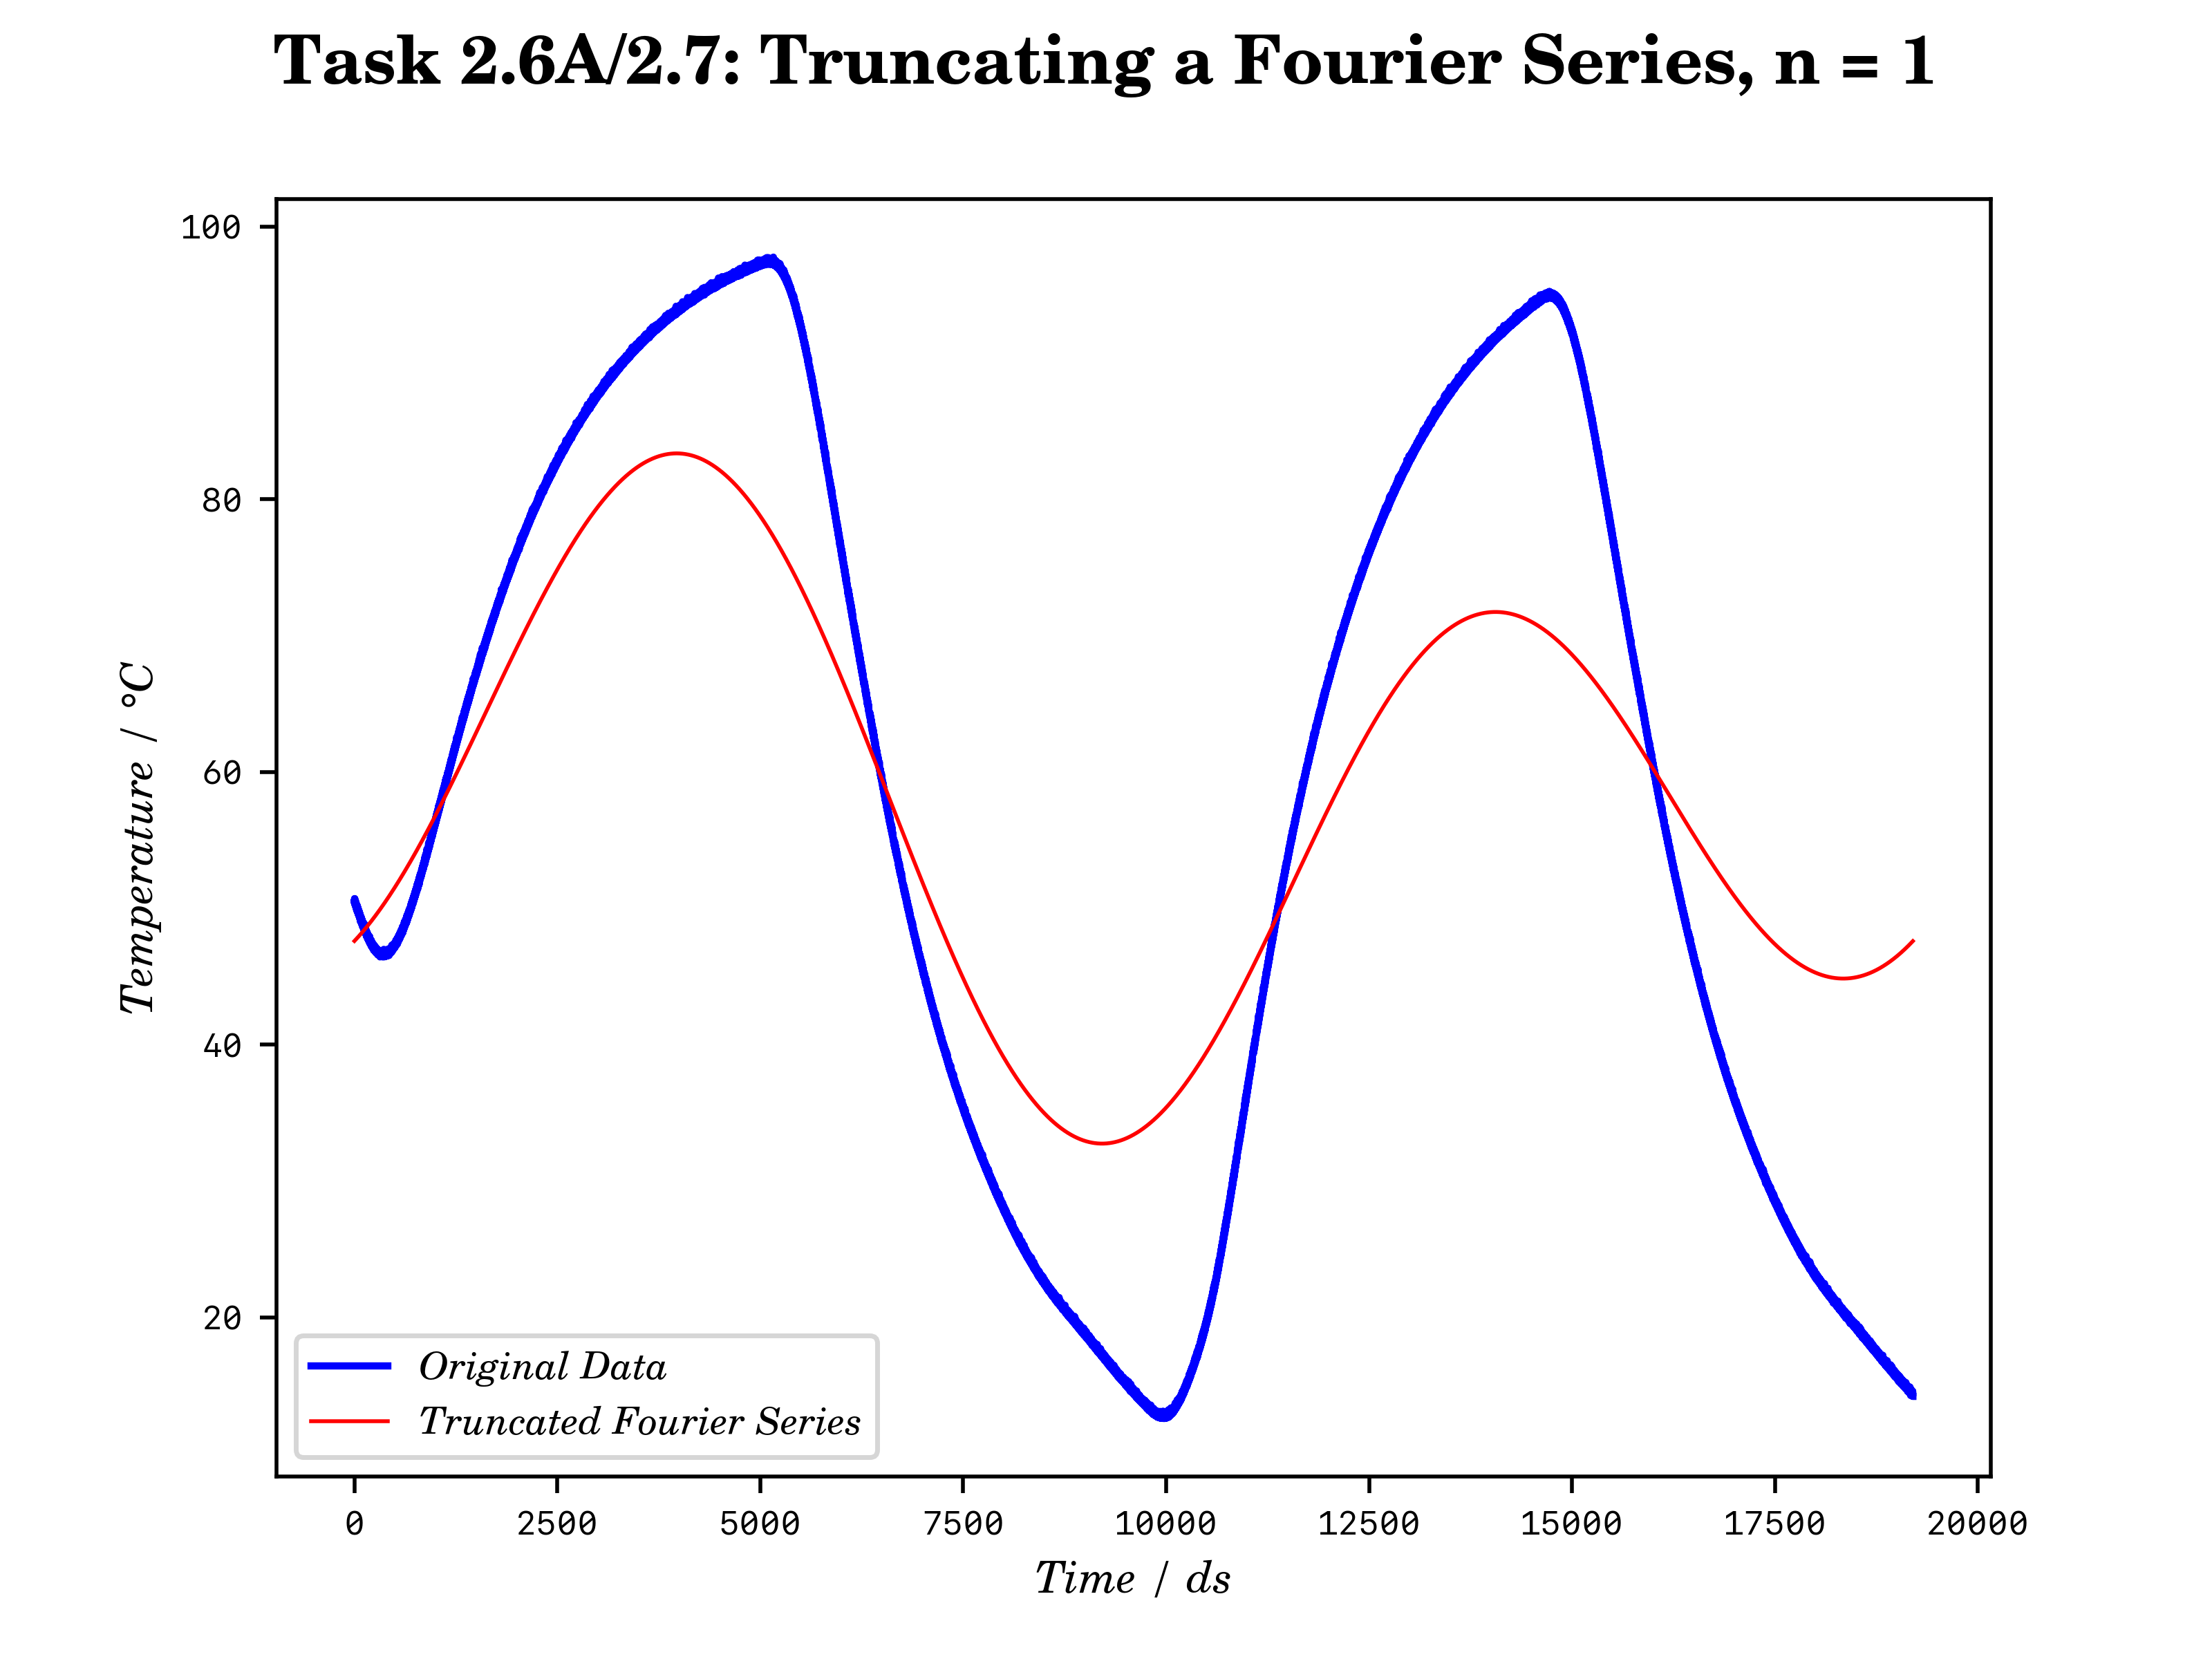 Task 2.6A/2.7: Truncating a Fourier Series, n = 1
100
80
60
40
20
Temperature / °C
Original Data
Truncated Fourier Series
0 2500 5000 7500 10000 12500 15000 17500 20000
Time / ds